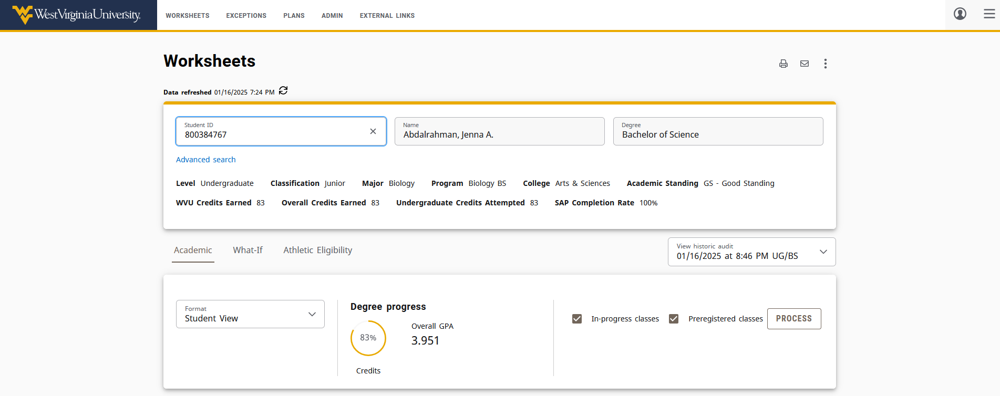 WestVirginiaUniversity.
WORKSHEETS EXCEPTIONS PLANS ADMIN EXTERNAL LINKS
Worksheets
Data refreshed 01/16/2025 7:24 PM
Student ID
800384767
Name
Abdalrahman, Jenna A.
Degree
Bachelor of Science
Advanced search
Level Undergraduate Classification Junior Major Biology Program Biology BS College Arts & Sciences Academic Standing GS - Good Standing
WVU Credits Earned 83 Overall Credits Earned 83 Undergraduate Credits Attempted 83 SAP Completion Rate 100%
Academic What-If Athletic Eligibility
View historic audit
01/16/2025 at 8:46 PM UG/BS
Format
Student View
Degree progress
83%
Credits
Overall GPA
3.951
In-progress classes Preregistered classes PROCESS